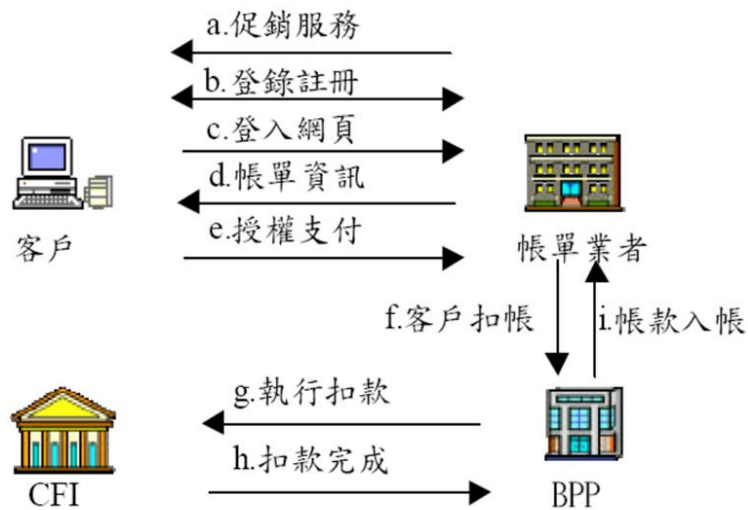 a.促銷服務
b.登錄註冊
c.登入網頁
d.帳單資訊
e.授權支付
客戶
帳單業者
f.客戶扣帳
i.帳款入帳
g.執行扣款
h.扣款完成
CFI
BPP